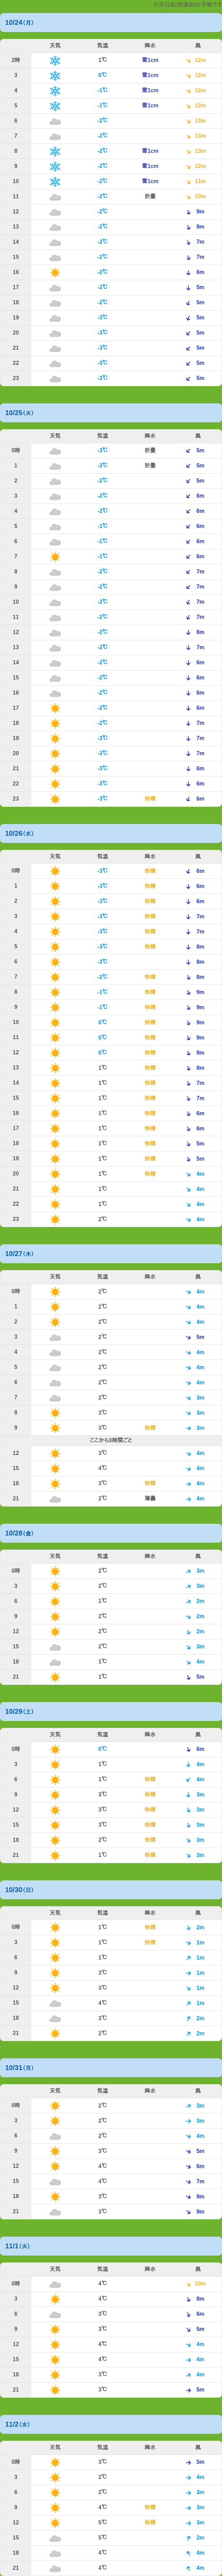 10/24(月)
天気 気温 降水 風
2時 1℃ 雪1cm 12m
3 0℃ 雪1cm 12m
4 -1℃ 雪1cm 12m
5 -1℃ 雪1cm 12m
6 -2℃ 13m
7 -2℃ 13m
8 -2℃ 雪1cm 13m
9 -2℃ 雪1cm 12m
10 -2℃ 雪1cm 11m
11 -2℃ 折曇 10m
12 -2℃ 9m
13 -2℃ 8m
14 -2℃ 7m
15 -2℃ 7m
16 -2℃ 6m
17 -2℃ 5m
18 -2℃ 5m
19 -3℃ 5m
20 -3℃ 5m
21 -3℃ 5m
22 -3℃ 5m
23 -3℃ 5m
10/25(火)
天気 気温 降水 風
0時 -3℃ 折曇 5m
1 -3℃ 折曇 5m
2 -2℃ 5m
3 -2℃ 6m
4 -2℃ 6m
5 -1℃ 6m
6 -1℃ 6m
7 -1℃ 6m
8 -2℃ 7m
9 -2℃ 7m
10 -2℃ 7m
11 -2℃ 7m
12 -2℃ 8m
13 -2℃ 7m
14 -2℃ 6m
15 -2℃ 6m
16 -2℃ 6m
17 -2℃ 6m
18 -2℃ 7m
19 -3℃ 7m
20 -3℃ 7m
21 -3℃ 6m
22 -3℃ 6m
23 -3℃ 快晴 6m
10/26(水)
天気 気温 降水 風
0時 -3℃ 快晴 6m
1 -3℃ 快晴 6m
2 -3℃ 快晴 6m
3 -3℃ 快晴 7m
4 -3℃ 快晴 7m
5 -3℃ 快晴 8m
6 -3℃ 8m
7 -2℃ 快晴 8m
8 -1℃ 快晴 9m
9 -1℃ 快晴 9m
10 0℃ 快晴 9m
11 0℃ 快晴 9m
12 0℃ 快晴 9m
13 1℃ 快晴 8m
14 1℃ 快晴 7m
15 1℃ 快晴 7m
16 1℃ 快晴 6m
17 1℃ 快晴 6m
18 1℃ 快晴 5m
19 1℃ 快晴 5m
20 1℃ 快晴 4m
21 1℃ 4m
22 1℃ 4m
23 2℃ 4m
10/27(木)
天気 気温 降水 風
0時 2℃ 4m
1 2℃ 4m
2 2℃ 4m
3 2℃ 5m
4 2℃ 4m
5 2℃ 4m
6 2℃ 4m
7 2℃ 3m
8 3℃ 3m
9 3℃ 快晴 3m
ここから3時間ごと
12 3℃ 4m
15 4℃ 4m
18 3℃ 快晴 4m
21 2℃ 薄曇 4m
10/28(金)
天気 気温 降水 風
0時 2℃ 3m
3 2℃ 3m
6 1℃ 2m
9 2℃ 2m
12 2℃ 2m
15 2℃ 3m
18 1℃ 4m
21 1℃ 5m
10/29(土)
天気 気温 降水 風
0時 0℃ 6m
3 1℃ 4m
6 1℃ 快晴 4m
9 3℃ 快晴 3m
12 3℃ 快晴 3m
15 3℃ 快晴 3m
18 2℃ 快晴 3m
21 1℃ 快晴 3m
10/30(日)
天気 気温 降水 風
0時 1℃ 快晴 2m
3 1℃ 快晴 1m
6 1℃ 1m
9 3℃ 1m
12 3℃ 1m
15 4℃ 1m
18 3℃ 2m
21 2℃ 2m
10/31(月)
天気 気温 降水 風
0時 2℃ 3m
3 2℃ 3m
6 2℃ 4m
9 3℃ 5m
12 4℃ 6m
15 4℃ 7m
18 3℃ 9m
21 3℃ 9m
11/1(火)
天気 気温 降水 風
0時 4℃ 10m
3 4℃ 8m
6 3℃ 6m
9 3℃ 5m
12 4℃ 4m
15 4℃ 4m
18 4℃ 4m
21 3℃ 5m
11/2(水)
天気 気温 降水 風
0時 3℃ 5m
3 2℃ 4m
6 2℃ 3m
9 4℃ 快晴 3m
12 5℃ 快晴 3m
15 5℃ 2m
18 4℃ 4m
21 4℃ 4m